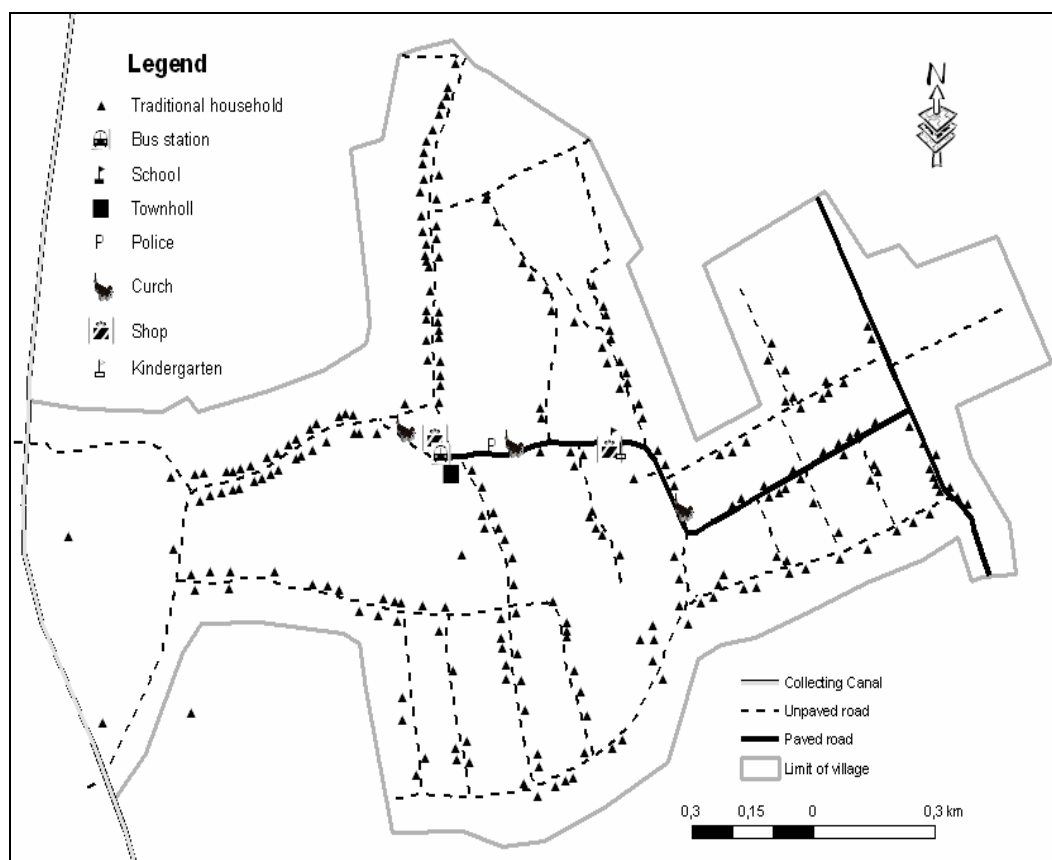 Legend
Traditional household
Bus station
School
Townholl
P Police
Curch
Shop
Kindergarten
N
P
Collecting Canal
Unpaved road
Paved road
Limit of village
0,3 0,15 0 0,3 km